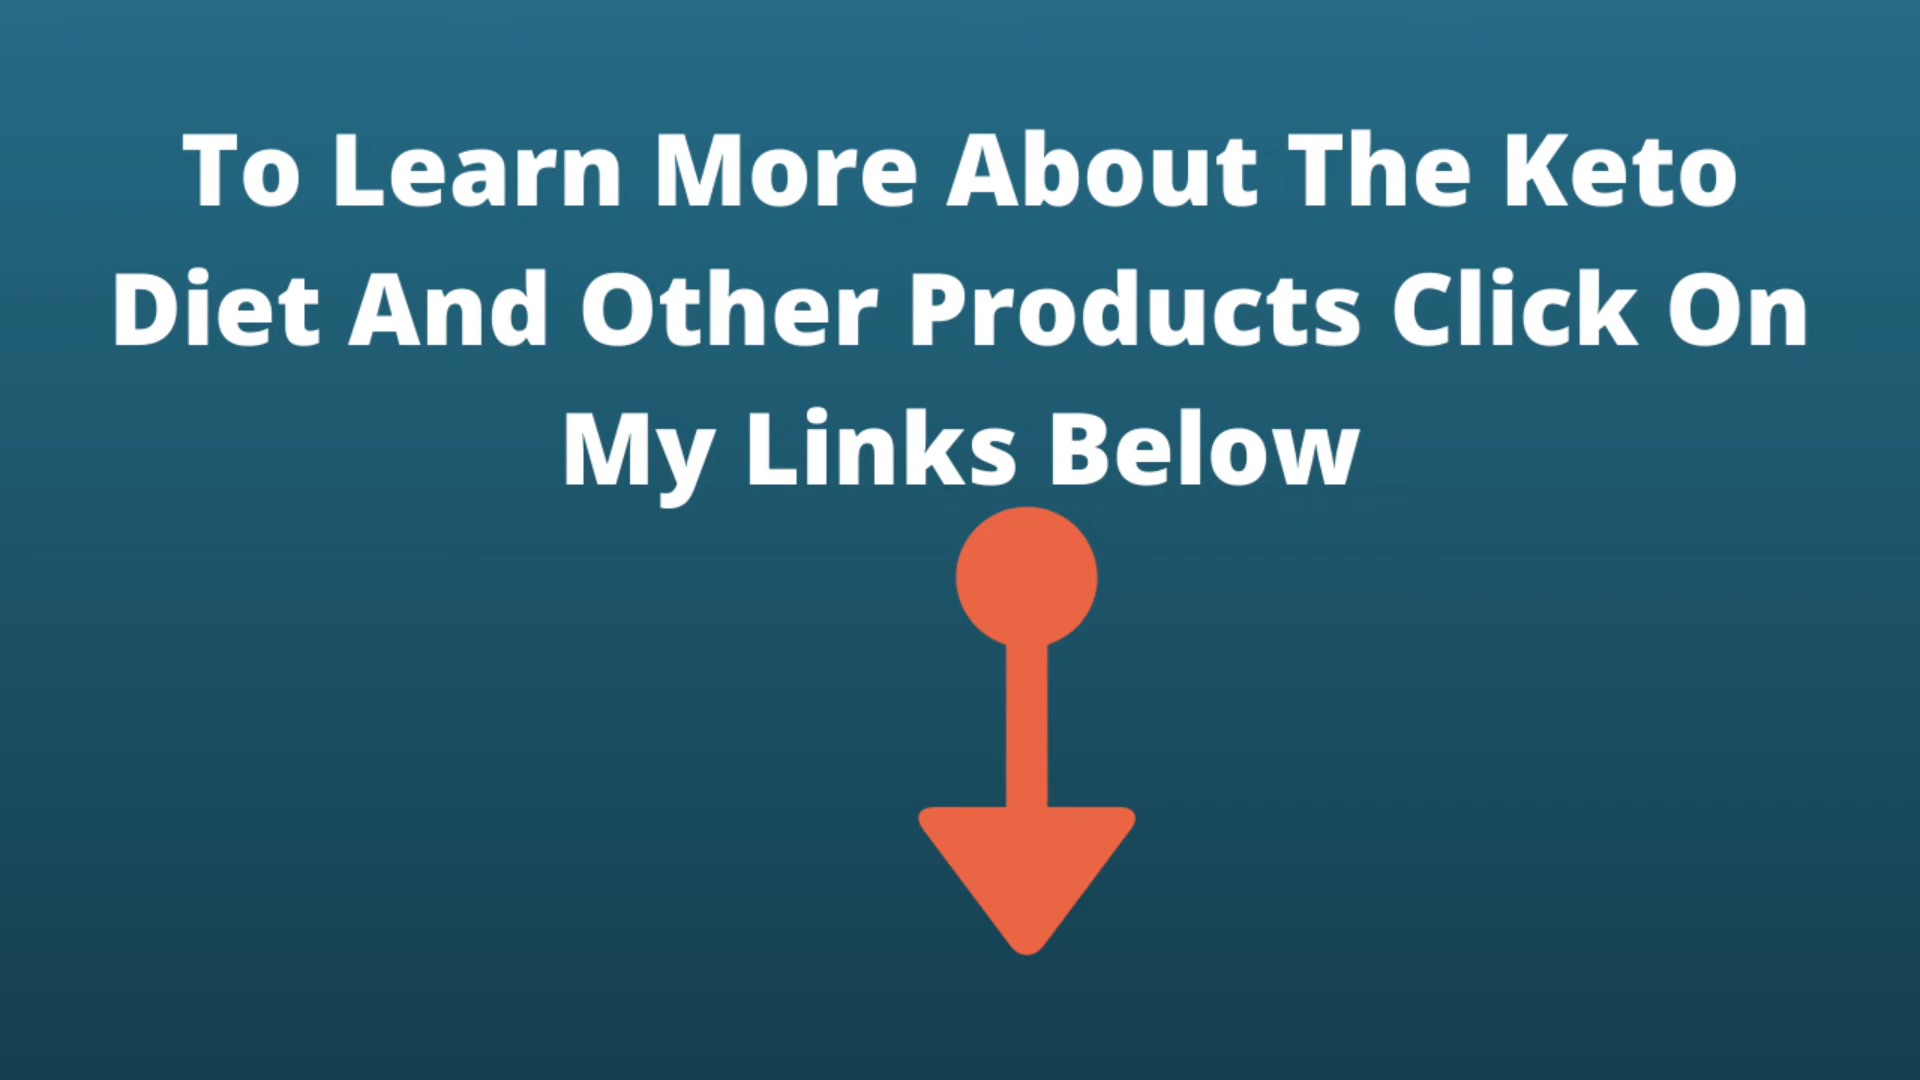 To Learn More About The Keto
Diet And Other Products Click On
My Links Below